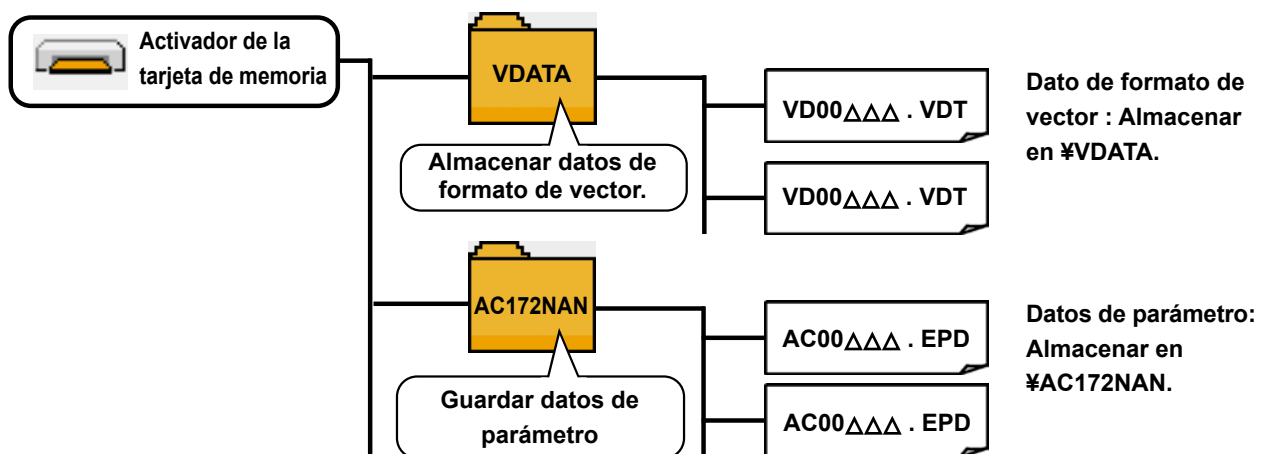 Activador de la
tarjeta de memoria
VDATA
Almacenar datos de
formato de vector.
VD00△△△ . VDT
VD00△△△ . VDT
Dato de formato de
vector : Almacenar
en ¥VDATA.
AC172NAN
Guardar datos de
parámetro
AC00△△△ . EPD
AC00△△△ . EPD
Datos de parámetro:
Almacenar en
¥AC172NAN.